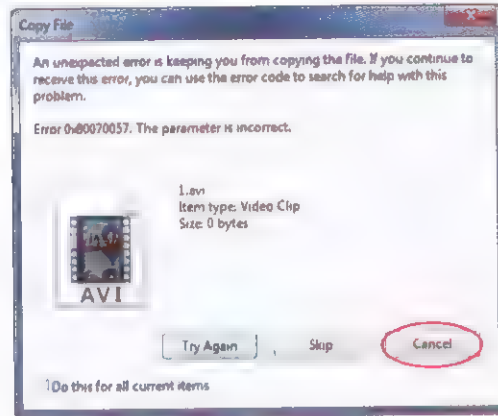 Copy File
An unexpected error is keeping you from copying the file. If you continue to
receive this error, you can use the error code to search for help with this
problem.
Error 0x80070057. The parameter is incorrect.
1.avi
Item type: Video Clip
Size: 0 bytes
AVI
Try Again
Skip
Cancel
Do this for all current items